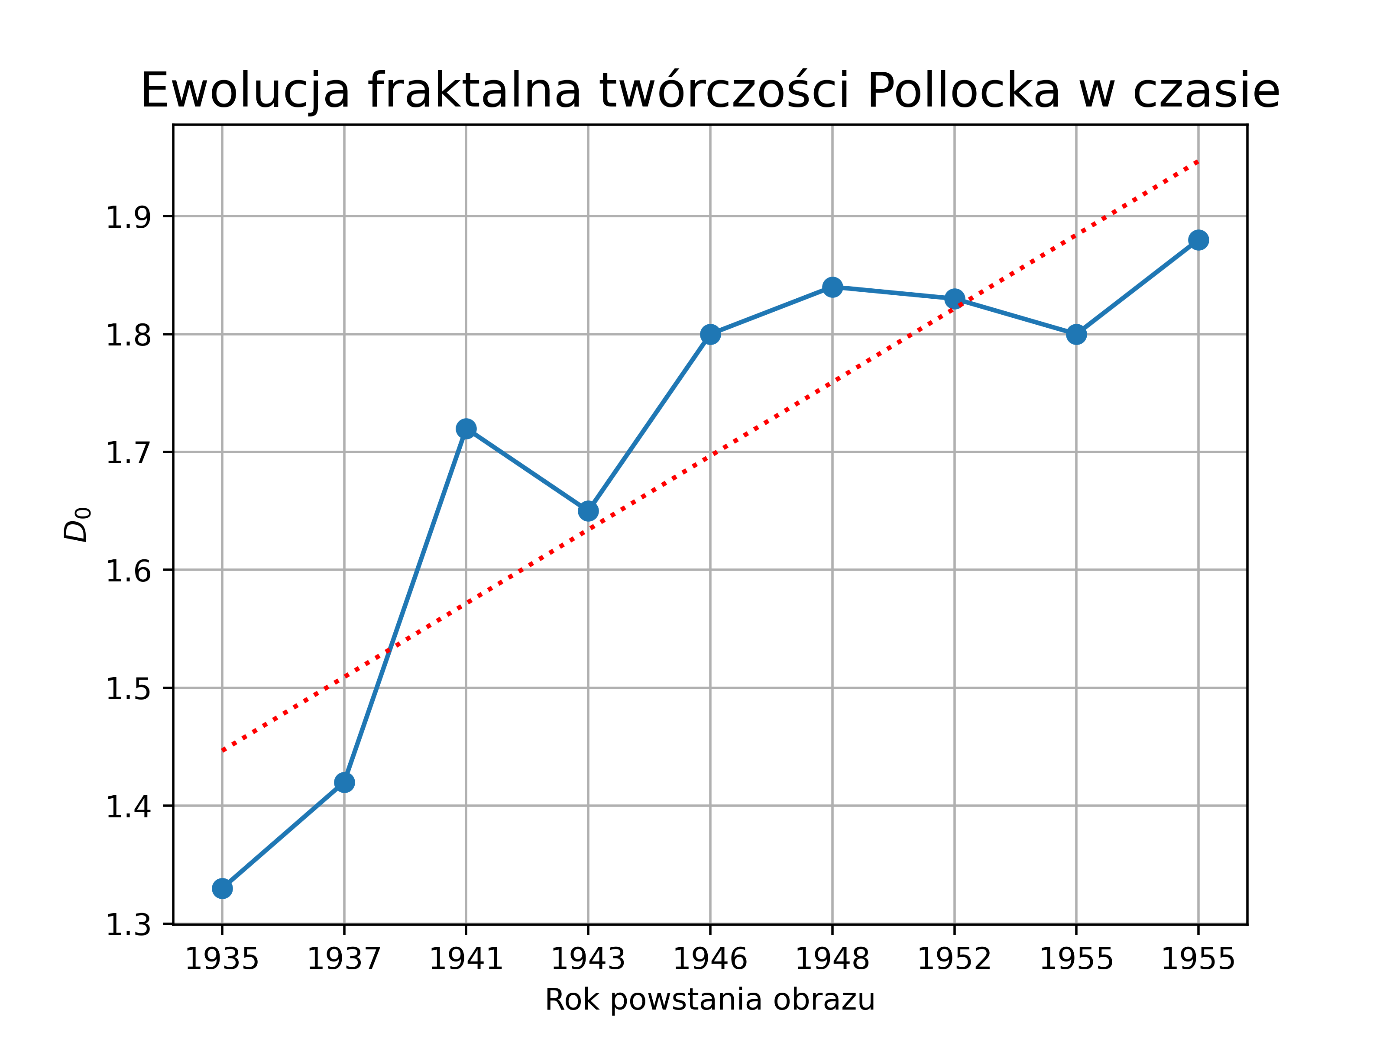 Ewolucja fraktalna twórczości Pollocka w czasie
1.9
1.8
1.7
1.6
1.5
1.4
1.3
D₀
1935 1937 1941 1943 1946 1948 1952 1955 1955
Rok powstania obrazu